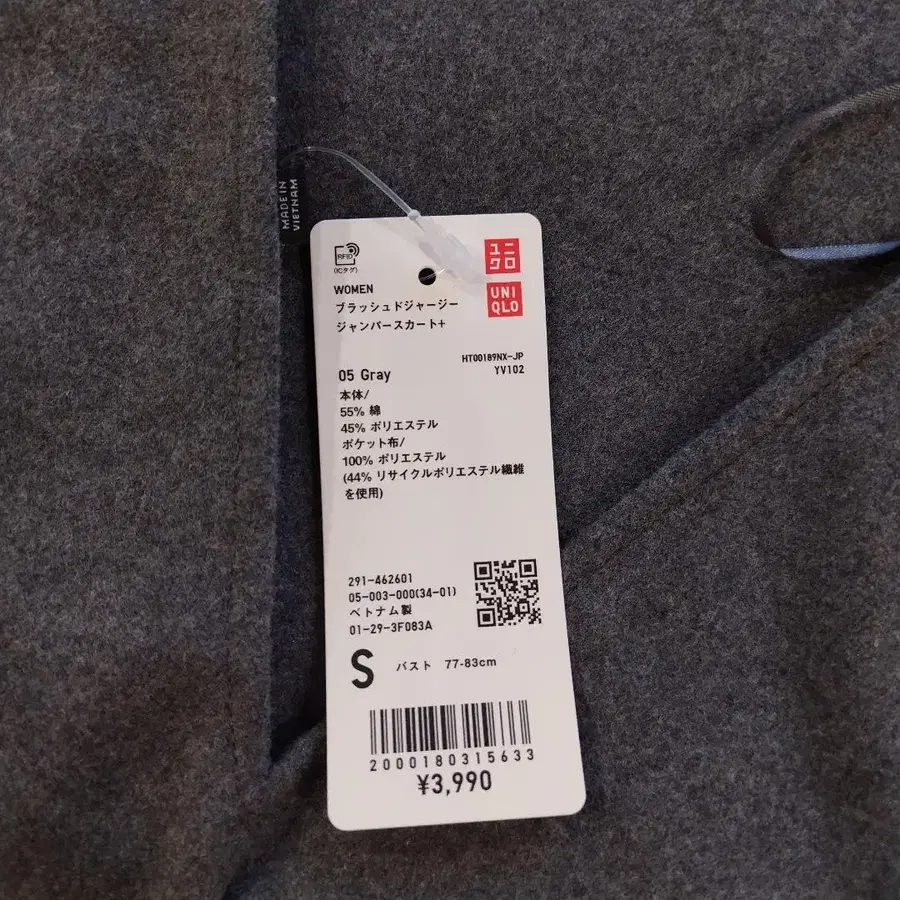 MADE IN
VIETNAM
RFID
(ICタグ)
ユニ
クロ
UNI
QLO
WOMEN
ブラッシュドジャージー
ジャンパースカート+
HT00189NX-JP
YV102
05 Gray
本体/
55% 綿
45% ポリエステル
ポケット布/
100% ポリエステル
(44% リサイクルポリエステル繊維
を使用)
291-462601
05-003-000(34-01)
ベトナム製
01-29-3F083A
S バスト 77-83cm
2000180315633
¥3,990